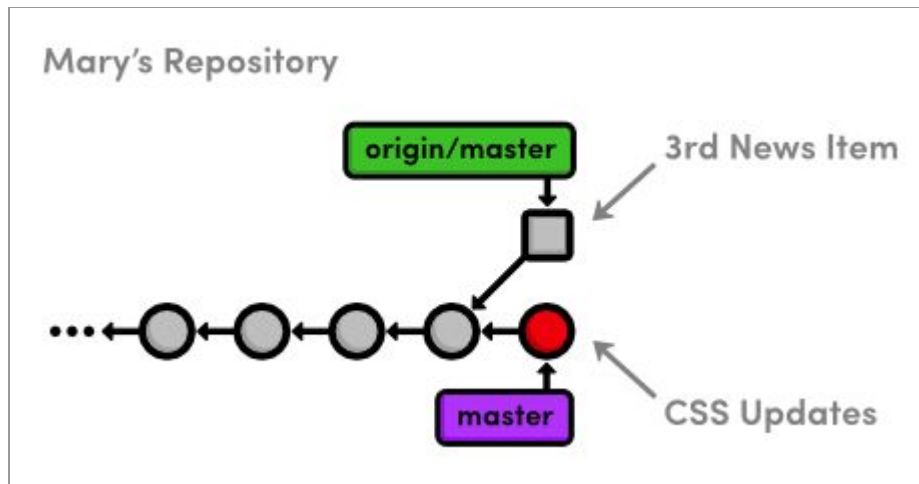 Mary’s Repository
origin/master
3rd News Item
master
CSS Updates